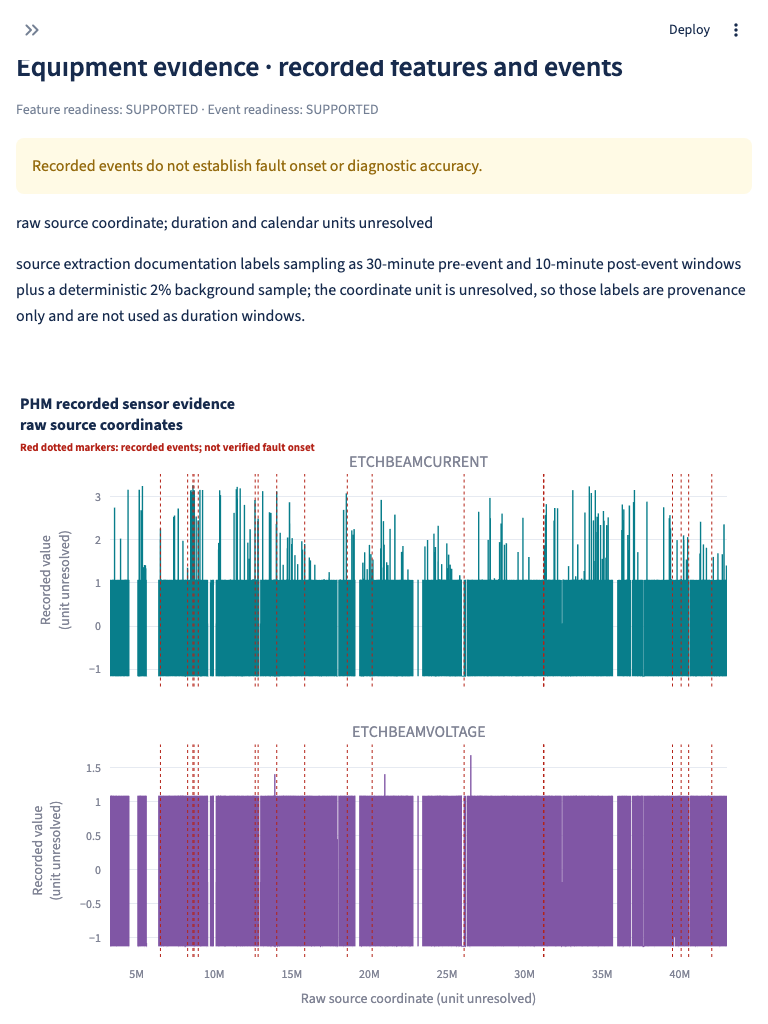 Deploy
Equipment evidence · recorded features and events
Feature readiness: SUPPORTED · Event readiness: SUPPORTED
Recorded events do not establish fault onset or diagnostic accuracy.
raw source coordinate; duration and calendar units unresolved
source extraction documentation labels sampling as 30-minute pre-event and 10-minute post-event windows
plus a deterministic 2% background sample; the coordinate unit is unresolved, so those labels are provenance
only and are not used as duration windows.
PHM recorded sensor evidence
raw source coordinates
Red dotted markers: recorded events; not verified fault onset
ETCHBEAMCURRENT
3
2
1
0
−1
Recorded value
(unit unresolved)
ETCHBEAMVOLTAGE
1.5
1
0.5
0
−0.5
−1
Recorded value
(unit unresolved)
5M 10M 15M 20M 25M 30M 35M 40M
Raw source coordinate (unit unresolved)